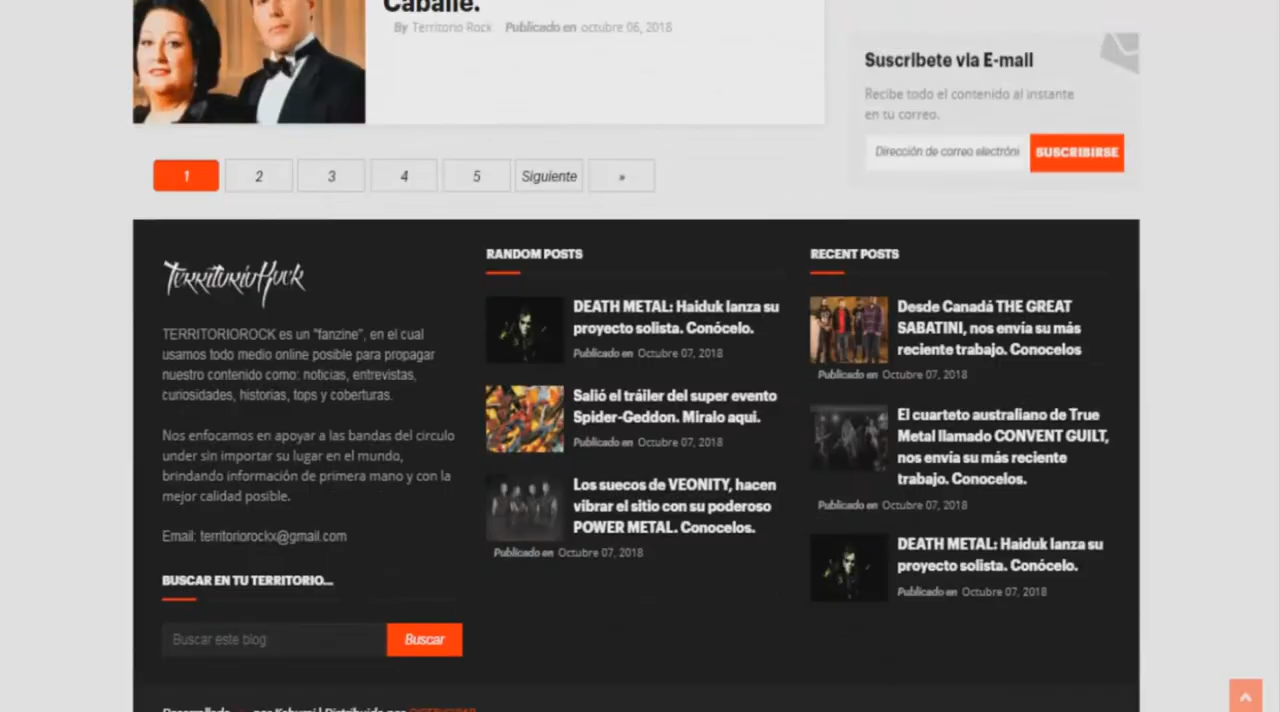 Caballé.
By Territorio Rock Publicado en octubre 06, 2018
Suscribete via E-mail
Recibe todo el contenido al instante
en tu correo.
Dirección de correo electróni
SUSCRIBIRSE
1 2 3 4 5 Siguiente »
TerritorioRock
TERRITORIOROCK es un "fanzine", en el cual
usamos todo medio online posible para propagar
nuestro contenido como: noticias, entrevistas,
curiosidades, historias, tops y coberturas.
Nos enfocamos en apoyar a las bandas del circulo
under sin importar su lugar en el mundo,
brindando información de primera mano y con la
mejor calidad posible.
Email: territoriorockx@gmail.com
BUSCAR EN TU TERRITORIO...
Buscar este blog
Buscar
RANDOM POSTS
DEATH METAL: Haiduk lanza su
proyecto solista. Conócelo.
Publicado en Octubre 07, 2018
Salió el tráiler del super evento
Spider-Geddon. Miralo aqui.
Publicado en Octubre 07, 2018
Los suecos de VEONITY, hacen
vibrar el sitio con su poderoso
POWER METAL. Conocelos.
Publicado en Octubre 07, 2018
RECENT POSTS
Desde Canadá THE GREAT
SABATINI, nos envía su más
reciente trabajo. Conocelos
Publicado en Octubre 07, 2018
El cuarteto australiano de True
Metal llamado CONVENT GUILT,
nos envía su más reciente
trabajo. Conocelos.
Publicado en Octubre 07, 2018
DEATH METAL: Haiduk lanza su
proyecto solista. Conócelo.
Publicado en Octubre 07, 2018